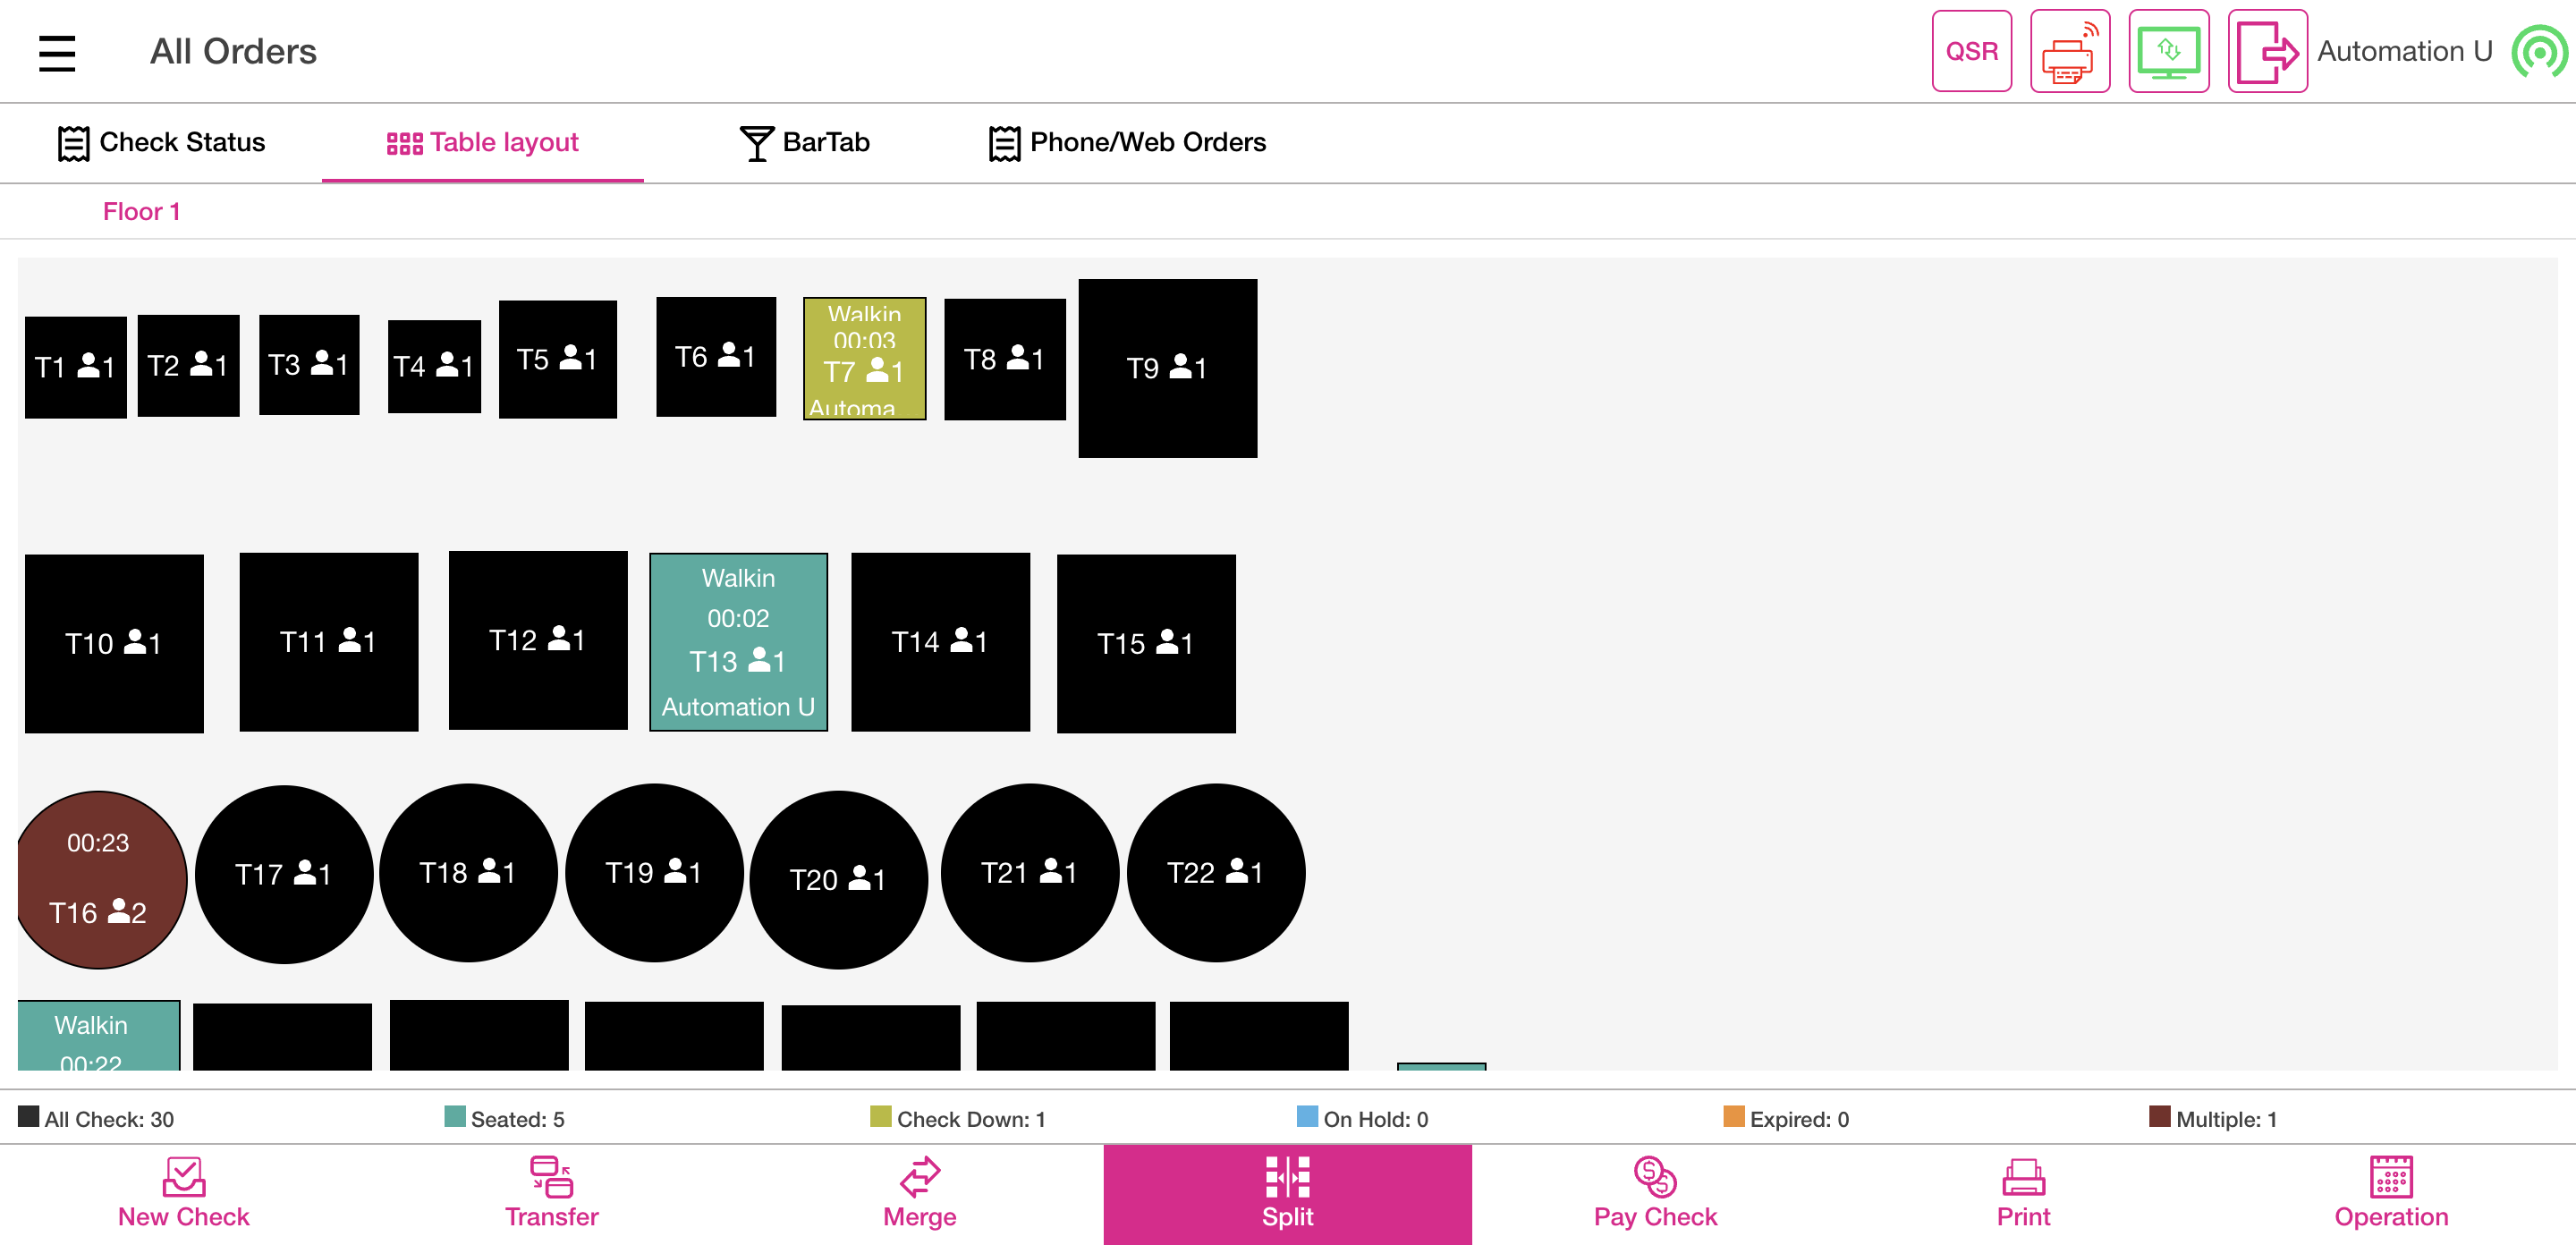 All Orders
QSR
Automation U
Check Status
Table layout
BarTab
Phone/Web Orders
Floor 1
T1 1
T2 1
T3 1
T4 1
T5 1
T6 1
Walkin
00:03
T7 1
Automa
T8 1
T9 1
T10 1
T11 1
T12 1
Walkin
00:02
T13 1
Automation U
T14 1
T15 1
00:23
T16 2
T17 1
T18 1
T19 1
T20 1
T21 1
T22 1
Walkin
00:22
All Check: 30
Seated: 5
Check Down: 1
On Hold: 0
Expired: 0
Multiple: 1
New Check
Transfer
Merge
Split
Pay Check
Print
Operation